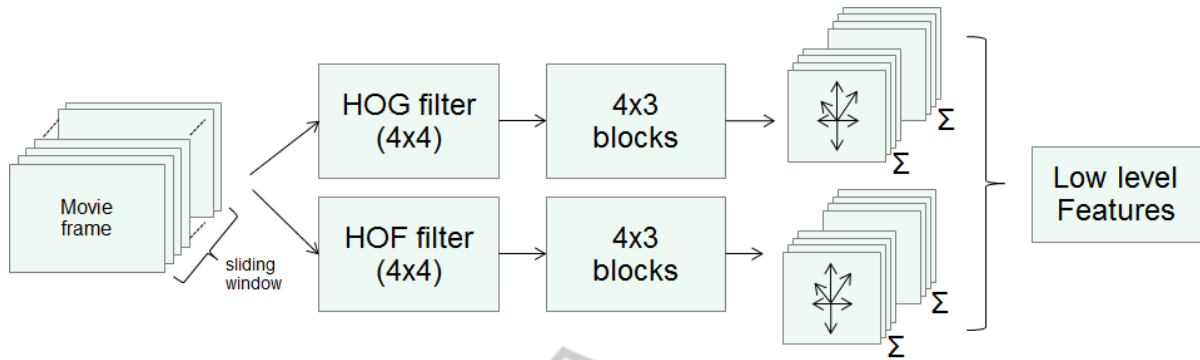 Movie
frame
sliding
window
HOG filter
(4x4)
4x3
blocks
Σ
Σ
HOF filter
(4x4)
4x3
blocks
Σ
Σ
Low level
Features